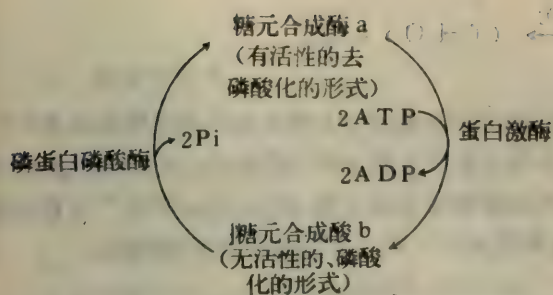 糖元合成酶 a
(有活性的去
磷酸化的形式)
2ATP
蛋白激酶
2Pi
磷蛋白磷酸酶
2ADP
糖元合成酸 b
(无活性的、磷酸
化的形式)